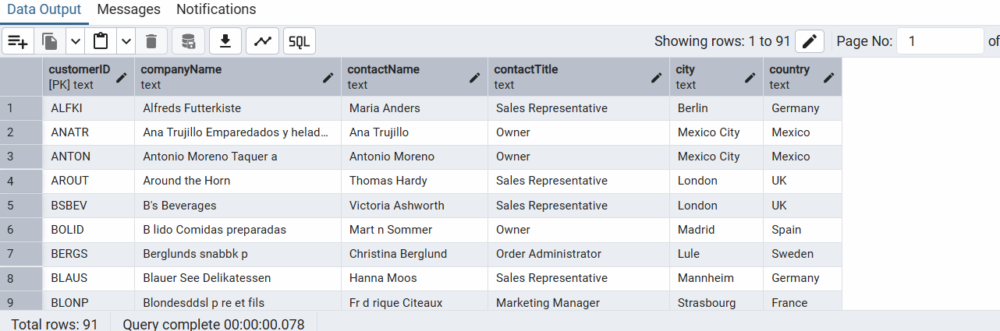 Data Output Messages Notifications
SQL Showing rows: 1 to 91 Page No: 1 of
customerID companyName contactName contactTitle city country
[PK] text text text text text text
1 ALFKI Alfreds Futterkiste Maria Anders Sales Representative Berlin Germany
2 ANATR Ana Trujillo Emparedados y helad… Ana Trujillo Owner Mexico City Mexico
3 ANTON Antonio Moreno Taquer a Antonio Moreno Owner Mexico City Mexico
4 AROUT Around the Horn Thomas Hardy Sales Representative London UK
5 BSBEV B's Beverages Victoria Ashworth Sales Representative London UK
6 BOLID B lido Comidas preparadas Mart n Sommer Owner Madrid Spain
7 BERGS Berglunds snabbk p Christina Berglund Order Administrator Lule Sweden
8 BLAUS Blauer See Delikatessen Hanna Moos Sales Representative Mannheim Germany
9 BLONP Blondesddsl p re et fils Fr d rique Citeaux Marketing Manager Strasbourg France
Total rows: 91 Query complete 00:00:00.078